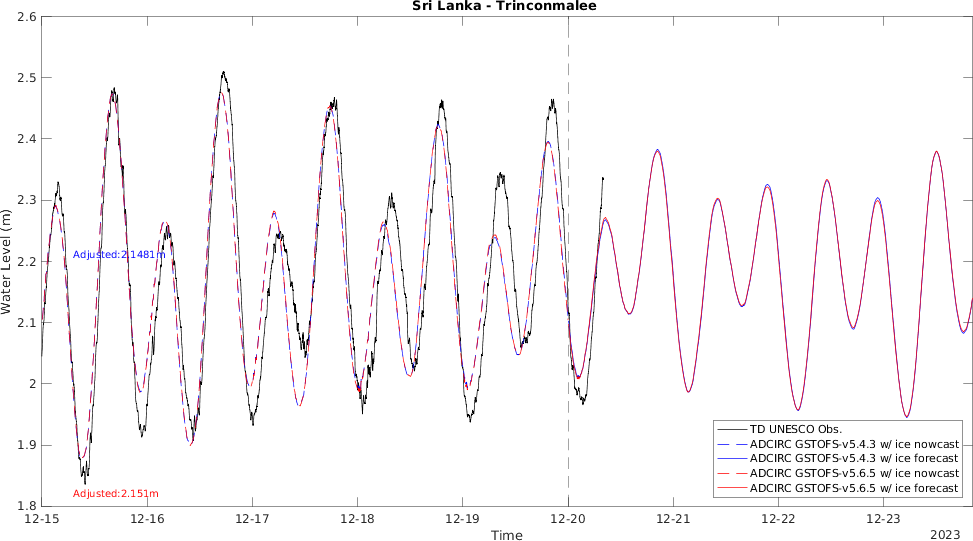 Sri Lanka - Trinconmalee
2.6
2.5
2.4
2.3
2.2
2.1
2
1.9
1.8
Water Level (m)
Adjusted:2.1481m
Adjusted:2.151m
TD UNESCO Obs.
ADCIRC GSTOFS-v5.4.3 w/ ice nowcast
ADCIRC GSTOFS-v5.4.3 w/ ice forecast
ADCIRC GSTOFS-v5.6.5 w/ ice nowcast
ADCIRC GSTOFS-v5.6.5 w/ ice forecast
12-15 12-16 12-17 12-18 12-19 12-20 12-21 12-22 12-23
Time
2023